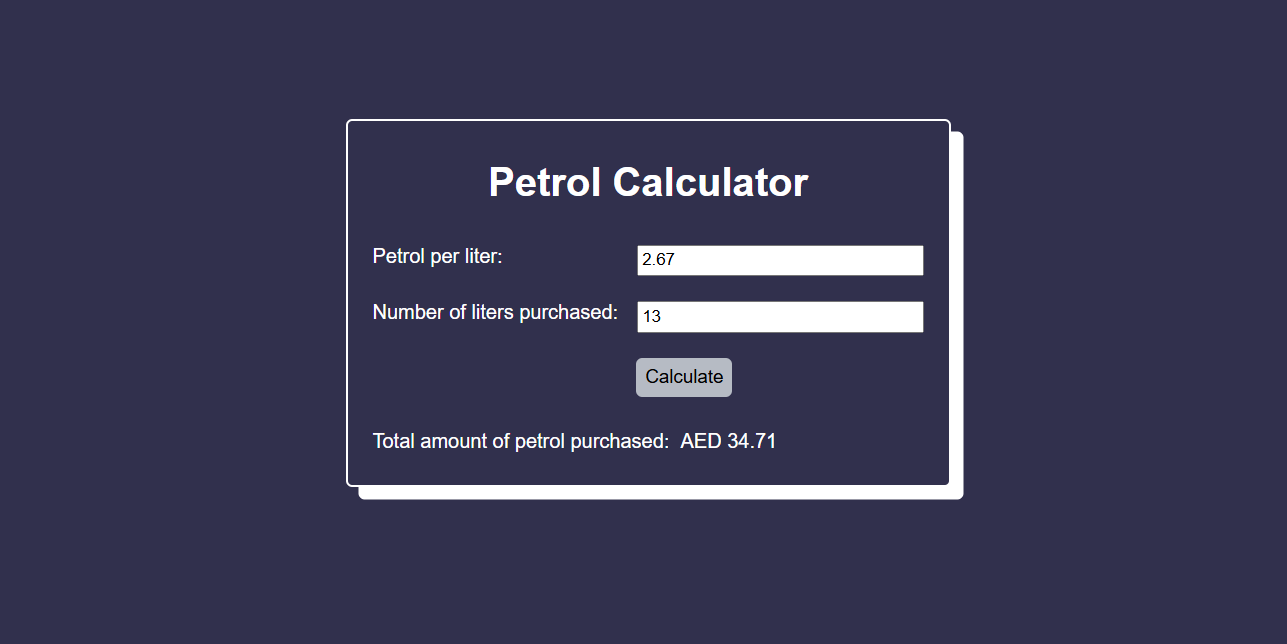 Petrol Calculator
Petrol per liter: 2.67
Number of liters purchased: 13
Calculate
Total amount of petrol purchased: AED 34.71